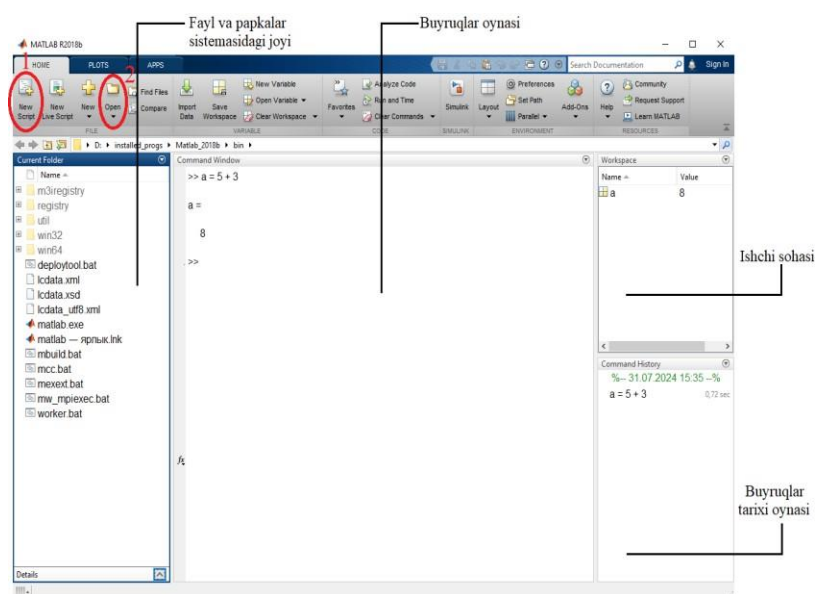 Fayl va papkalar
sistemasidagi joyi
Buyruqlar oynasi
MATLAB R2018b
1
HOME PLOTS APPS
Search Documentation
Sign In
2
New Script
New Live Script
New
Open
Find Files
Compare
FILE
Import Data
Save Workspace
New Variable
Open Variable
Clear Workspace
VARIABLE
Favorites
Analyze Code
Run and Time
Clear Commands
CODE
Simulink
SIMULINK
Layout
Preferences
Set Path
Parallel
Add-Ons
ENVIRONMENT
Help
Community
Request Support
Learn MATLAB
RESOURCES
D: installed_progs Matlab_2018b bin
Current Folder
Name
m3iregistry
registry
util
win32
win64
deploytool.bat
lcdata.xml
lcdata.xsd
lcdata_utf8.xml
matlab.exe
matlab — ярлык.lnk
mbuild.bat
mcc.bat
mexext.bat
mw_mpiexec.bat
worker.bat
Details
Command Window
>> a = 5 + 3
a =
8
>>
fx
Workspace
Name Value
a 8
Ishchi sohasi
Command History
%-- 31.07.2024 15:35 --%
a = 5 + 3 0,72 sec
Buyruqlar
tarixi oynasi